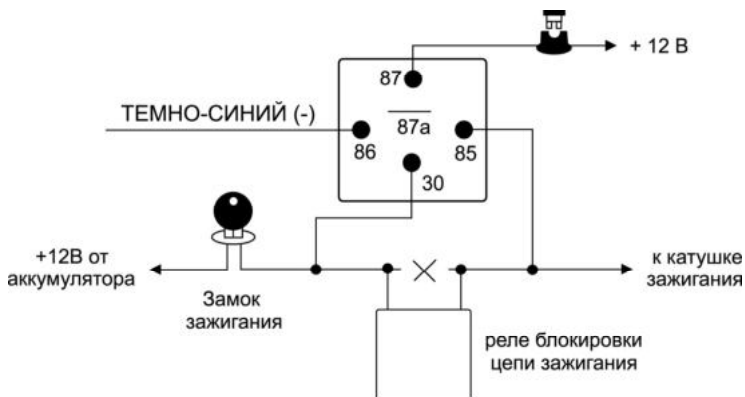 + 12 В
87
ТЕМНО-СИНИЙ (-)
87а
86
85
30
+12В от
аккумулятора
Замок
зажигания
к катушке
зажигания
реле блокировки
цепи зажигания